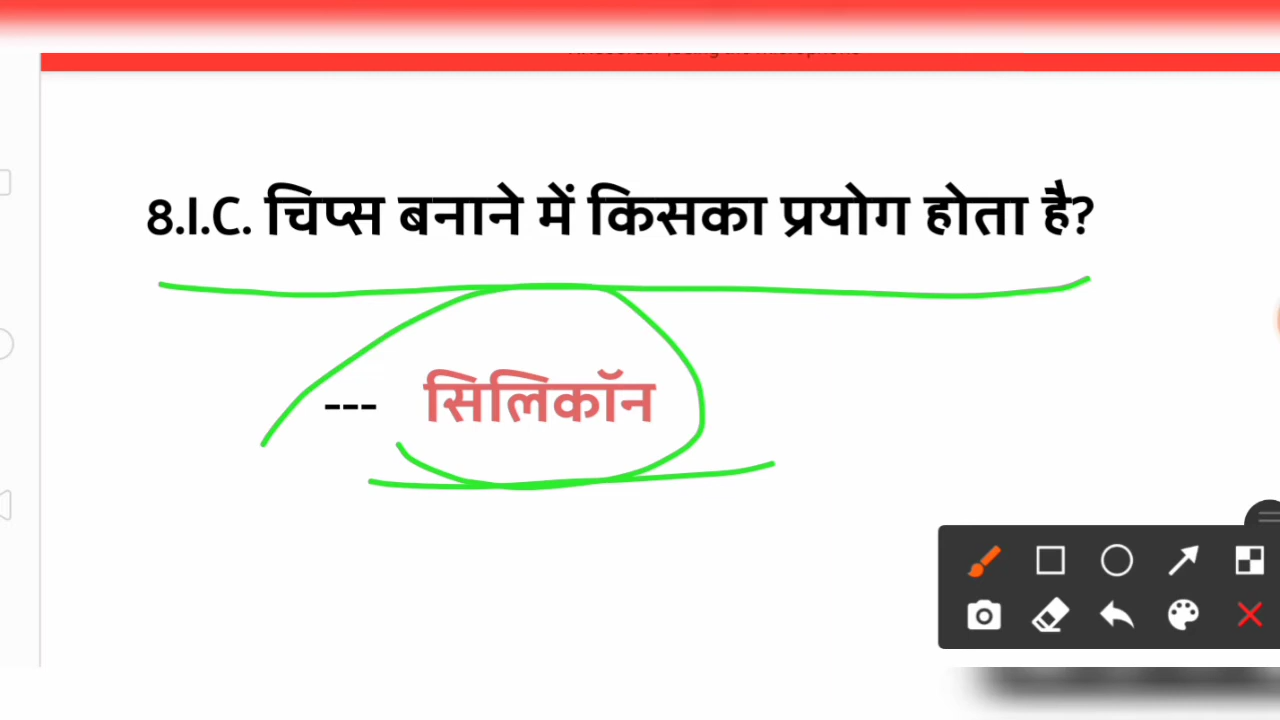 8.I.C. चिप्स बनाने में किसका प्रयोग होता है?
--- सिलिकॉन